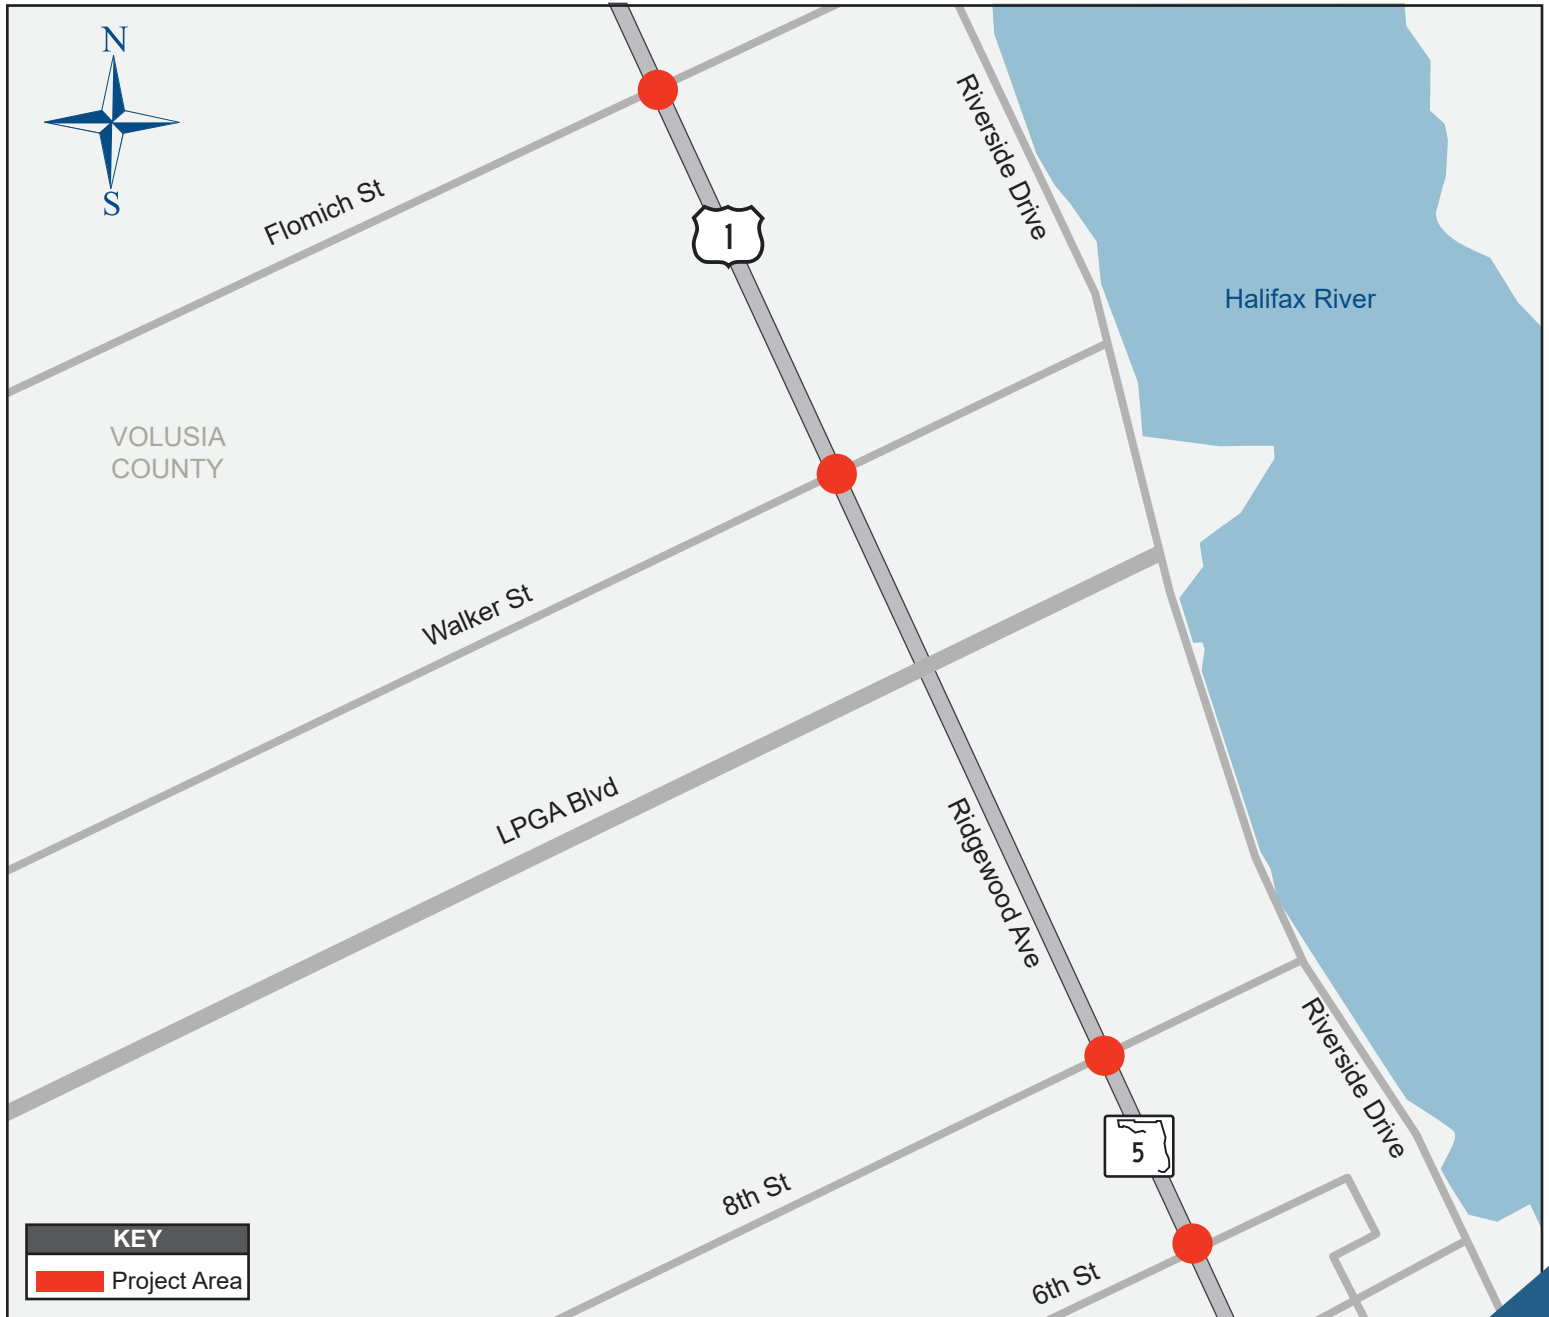 N
S
Flomich St
Riverside Drive
1
Halifax River
VOLUSIA
COUNTY
Walker St
LPGA Blvd
Ridgewood Ave
Riverside Drive
5
8th St
6th St
KEY
Project Area